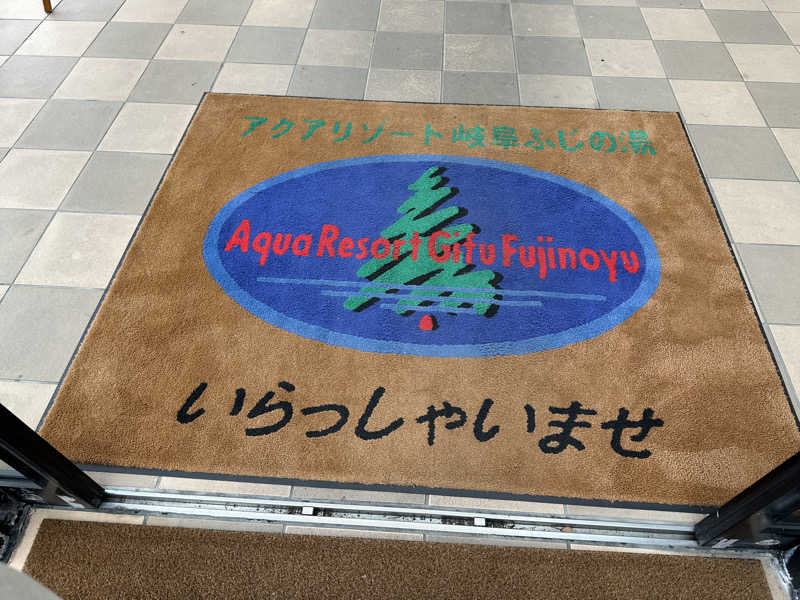 アクアリゾート岐阜ふじの湯
Aqua Resort Gifu Fujinoyu
いらっしゃいませ